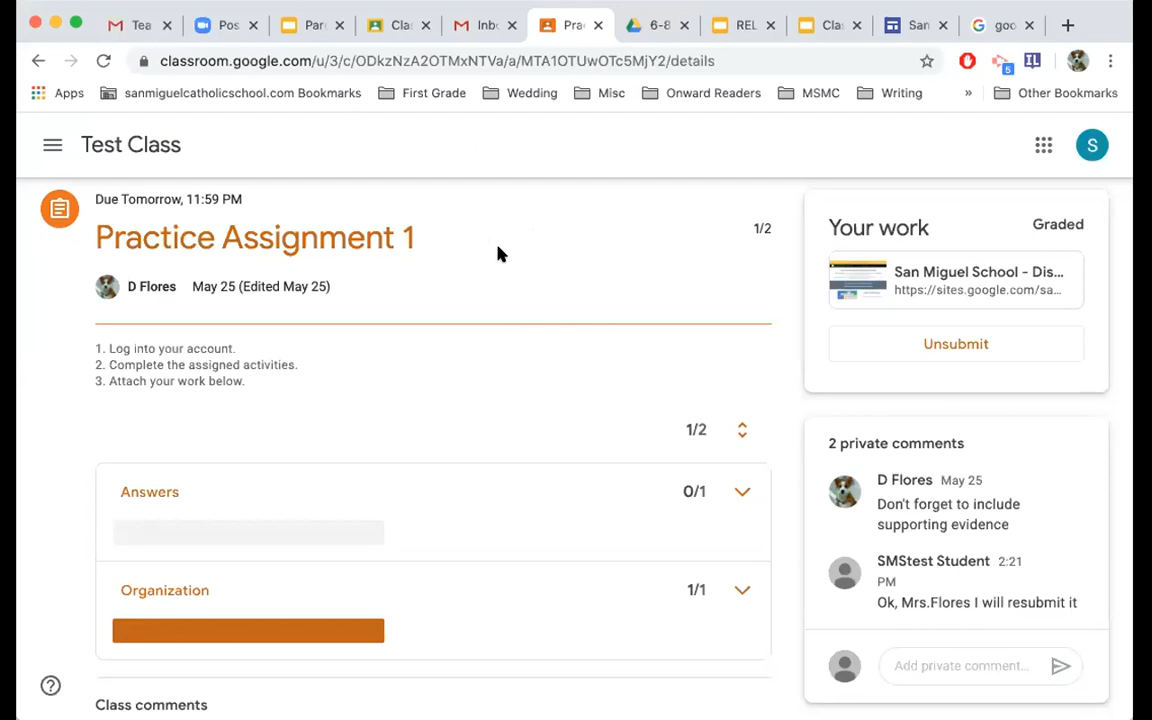 Tea
Pos
Par
Cla
Inb
Prac
6-8
REL
Cla
San
goo
classroom.google.com/u/3/c/ODkzNzA2OTMxNTVa/a/MTA1OTUwOTc5MjY2/details
5
IL
Apps
sanmiguelcatholicschool.com Bookmarks
First Grade
Wedding
Misc
Onward Readers
MSMC
Writing
»
Other Bookmarks
Test Class
S
Due Tomorrow, 11:59 PM
Practice Assignment 1
1/2
D Flores May 25 (Edited May 25)
1. Log into your account.
2. Complete the assigned activities.
3. Attach your work below.
1/2
Answers 0/1
Organization 1/1
Class comments
Your work Graded
San Miguel School - Dis...
https://sites.google.com/sa...
Unsubmit
2 private comments
D Flores May 25
Don't forget to include
supporting evidence
SMStest Student 2:21
PM
Ok, Mrs.Flores I will resubmit it
Add private comment...